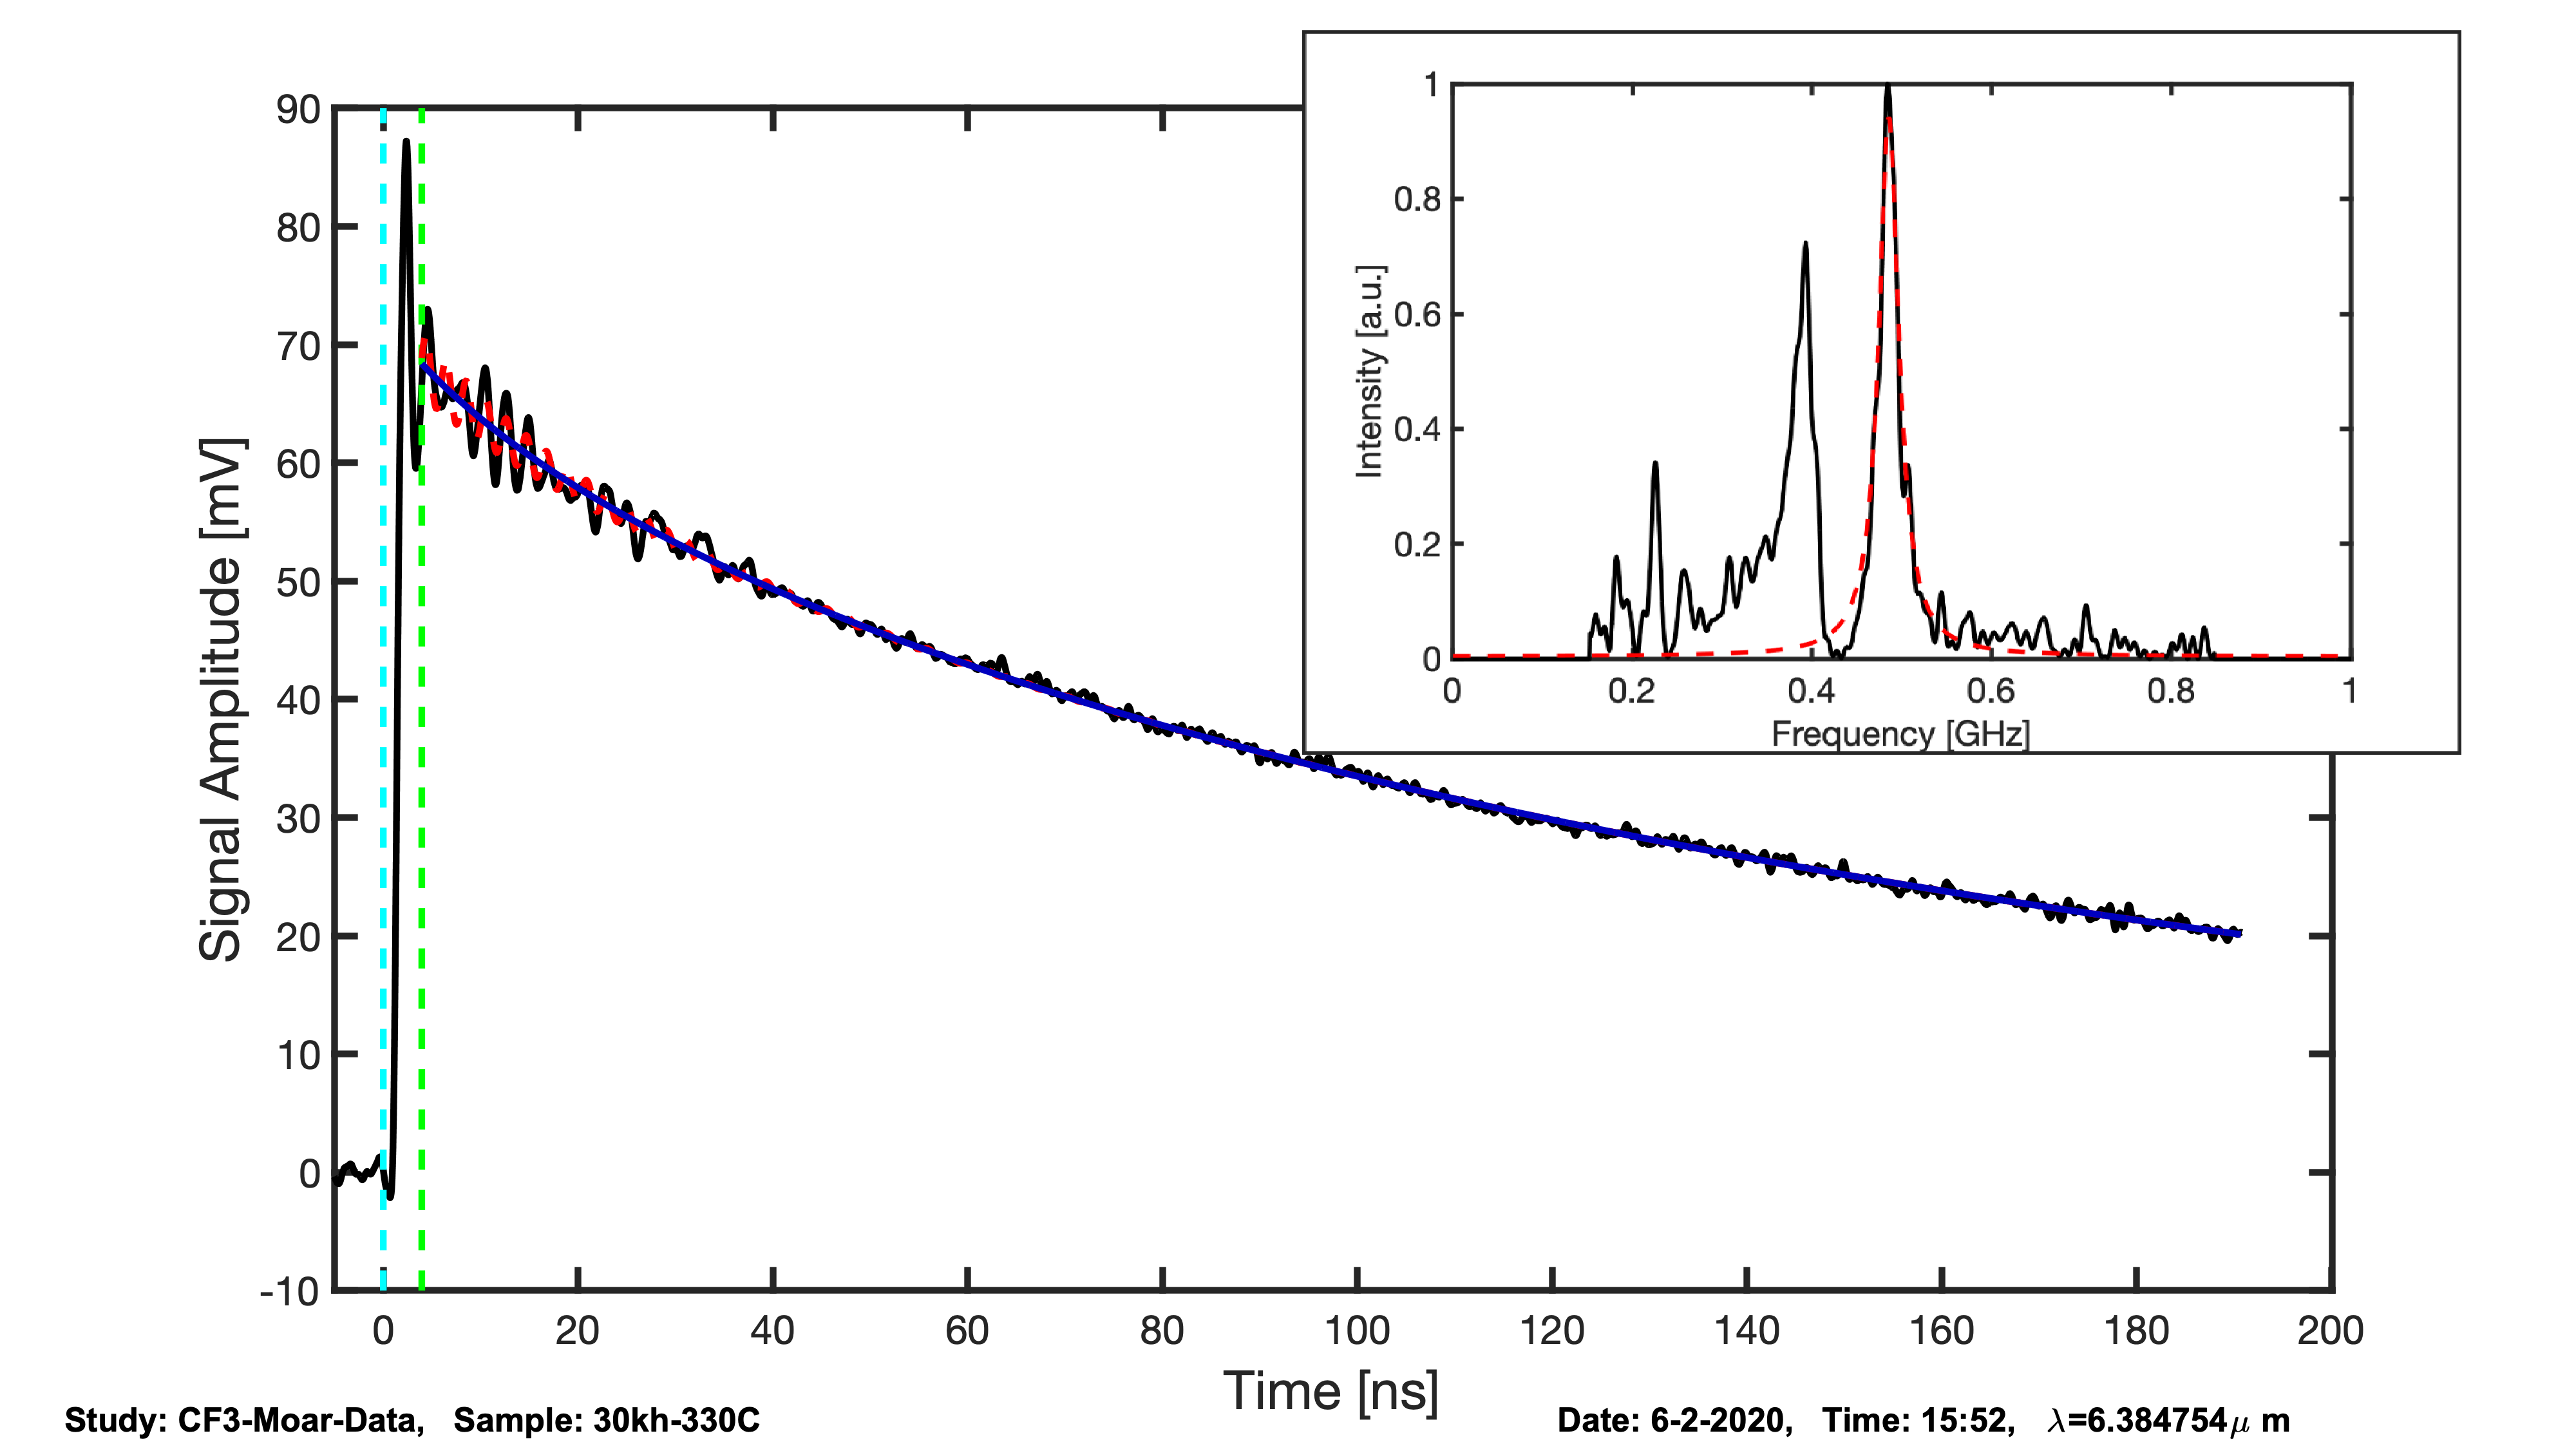 90
80
70
60
50
40
30
20
10
0
-10
Signal Amplitude [mV]
0 20 40 60 80 100 120 140 160 180 200
Time [ns]
1
0.8
0.6
0.4
0.2
0
Intensity [a.u.]
0 0.2 0.4 0.6 0.8 1
Frequency [GHz]
Study: CF3-Moar-Data, Sample: 30kh-330C
Date: 6-2-2020, Time: 15:52, λ=6.384754μ m